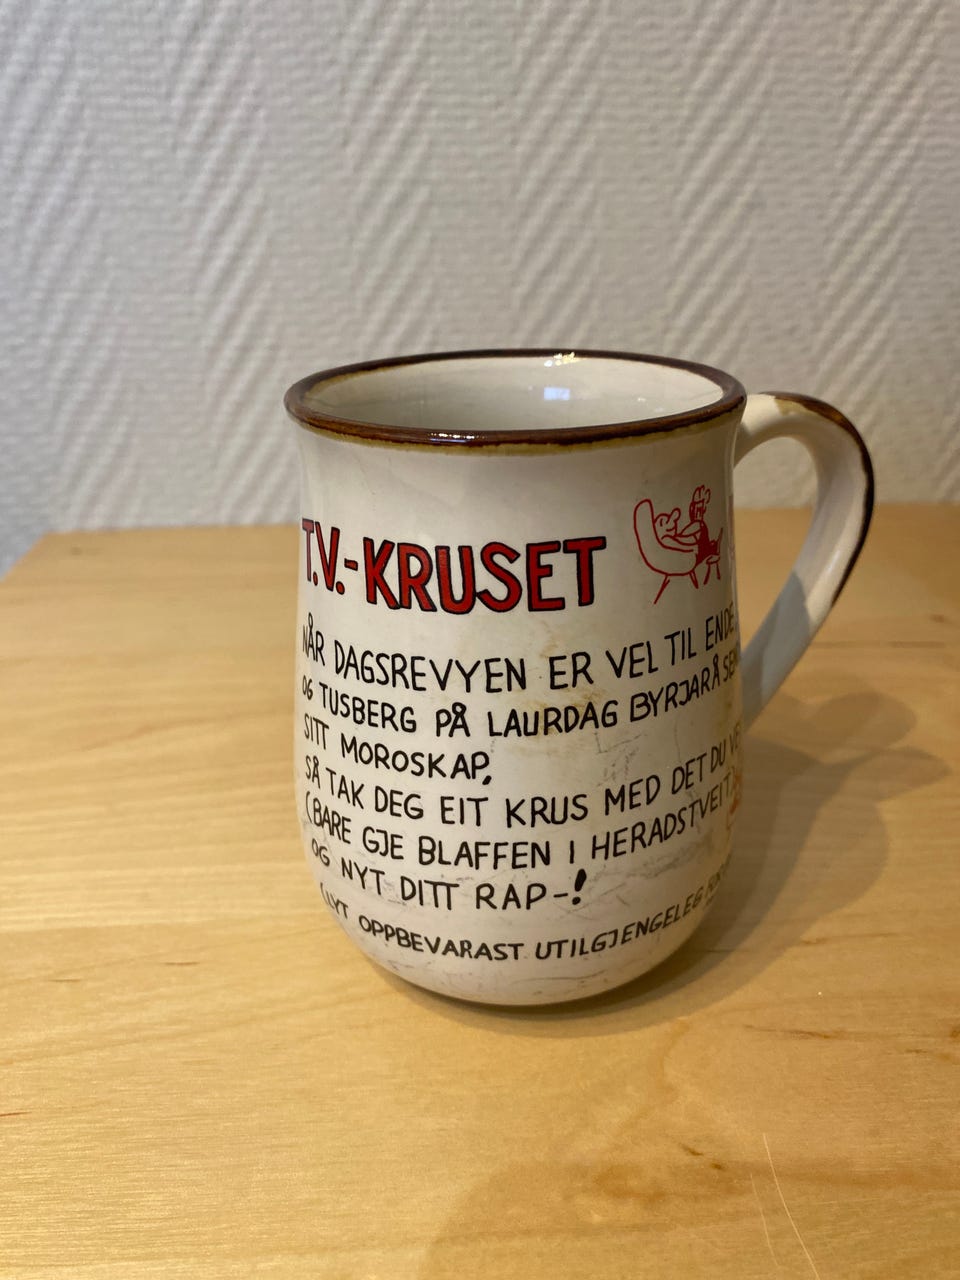 T.V.-KRUSET
NÅR DAGSREVYEN ER VEL TIL ENDE
OG TUSBERG PÅ LAURDAG BYRJAR Å
SITT MOROSKAP,
SÅ TAK DEG EIT KRUS MED DET DU
(BARE GJE BLAFFEN I HERADSTVEIT)
OG NYT DITT RAP-!
(LYT OPPBEVARAST UTILGJENGELEG